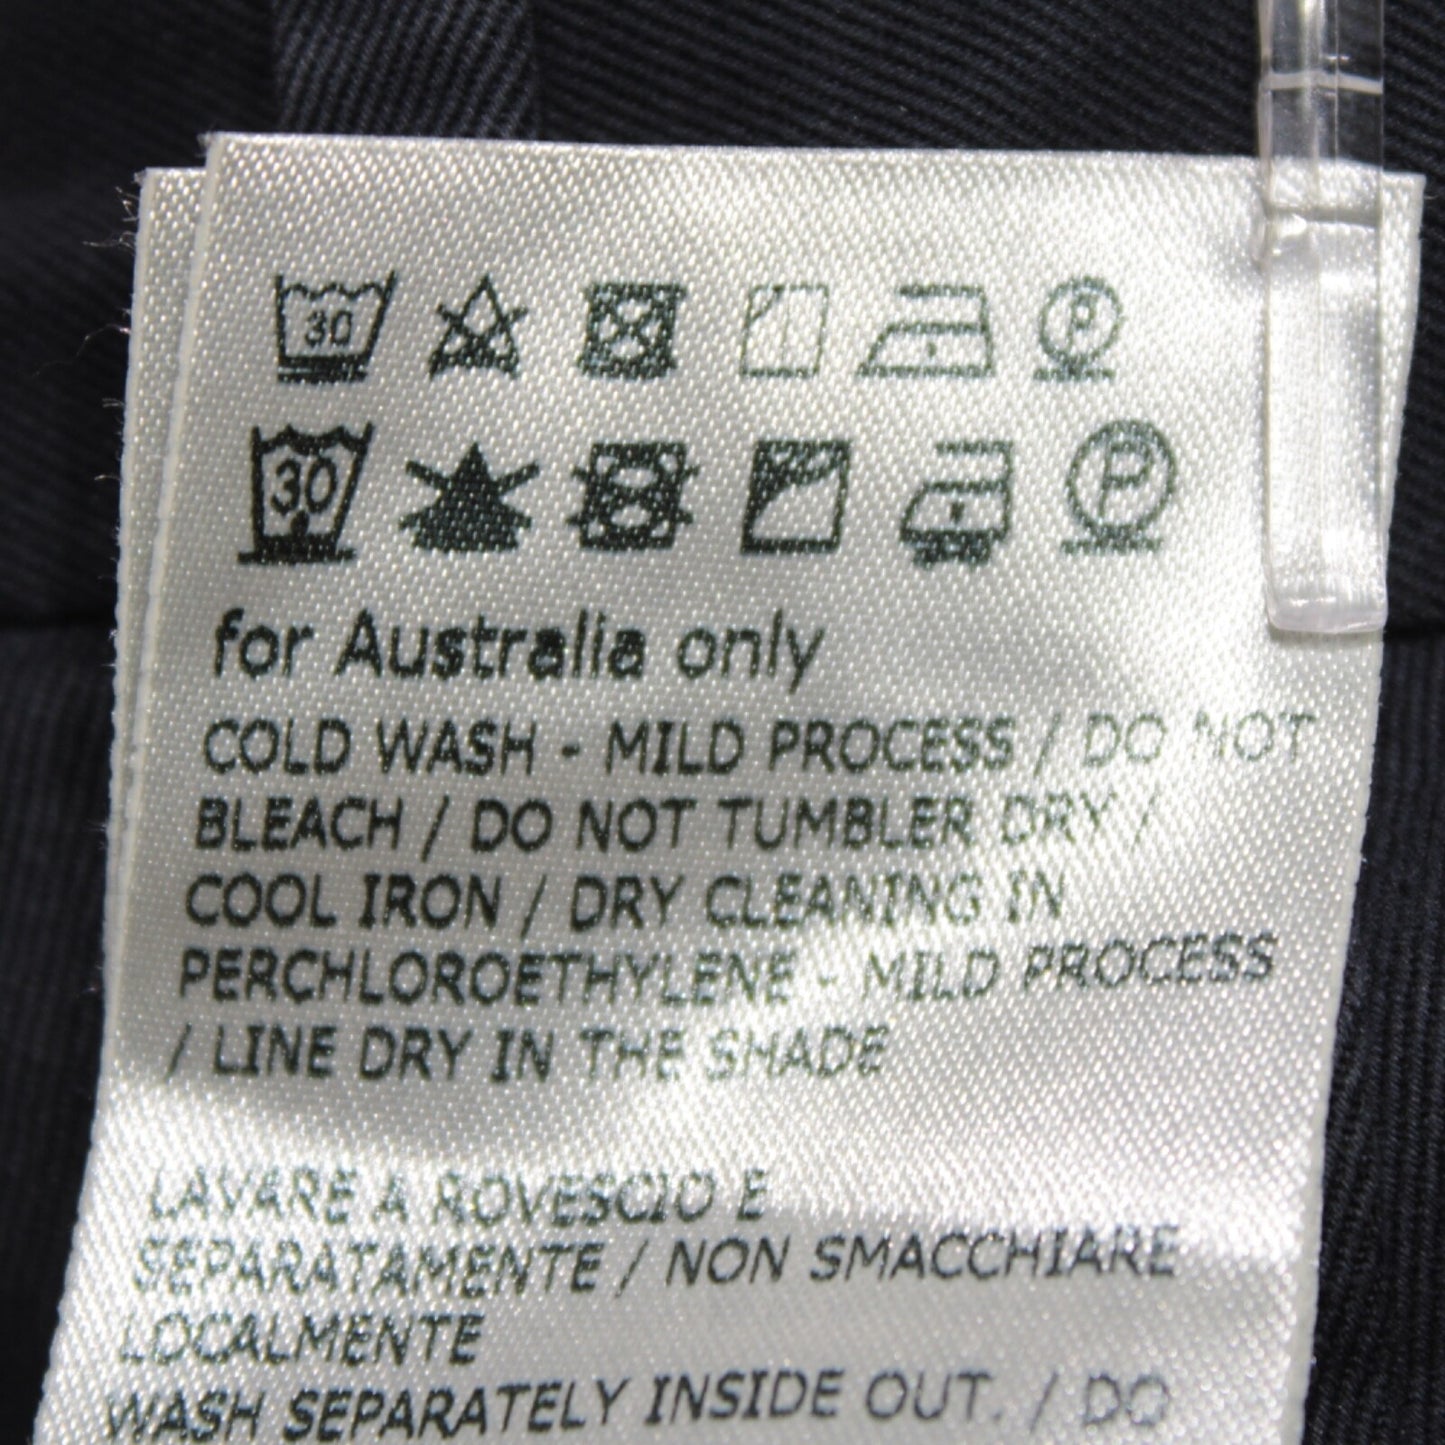 30 P
30 P
for Australia only
COLD WASH - MILD PROCESS / DO NOT
BLEACH / DO NOT TUMBLER DRY /
COOL IRON / DRY CLEANING IN
PERCHLOROETHYLENE - MILD PROCESS
/ LINE DRY IN THE SHADE
LAVARE A ROVESCIO E
SEPARATAMENTE / NON SMACCHIARE
LOCALMENTE
WASH SEPARATELY INSIDE OUT. / DO